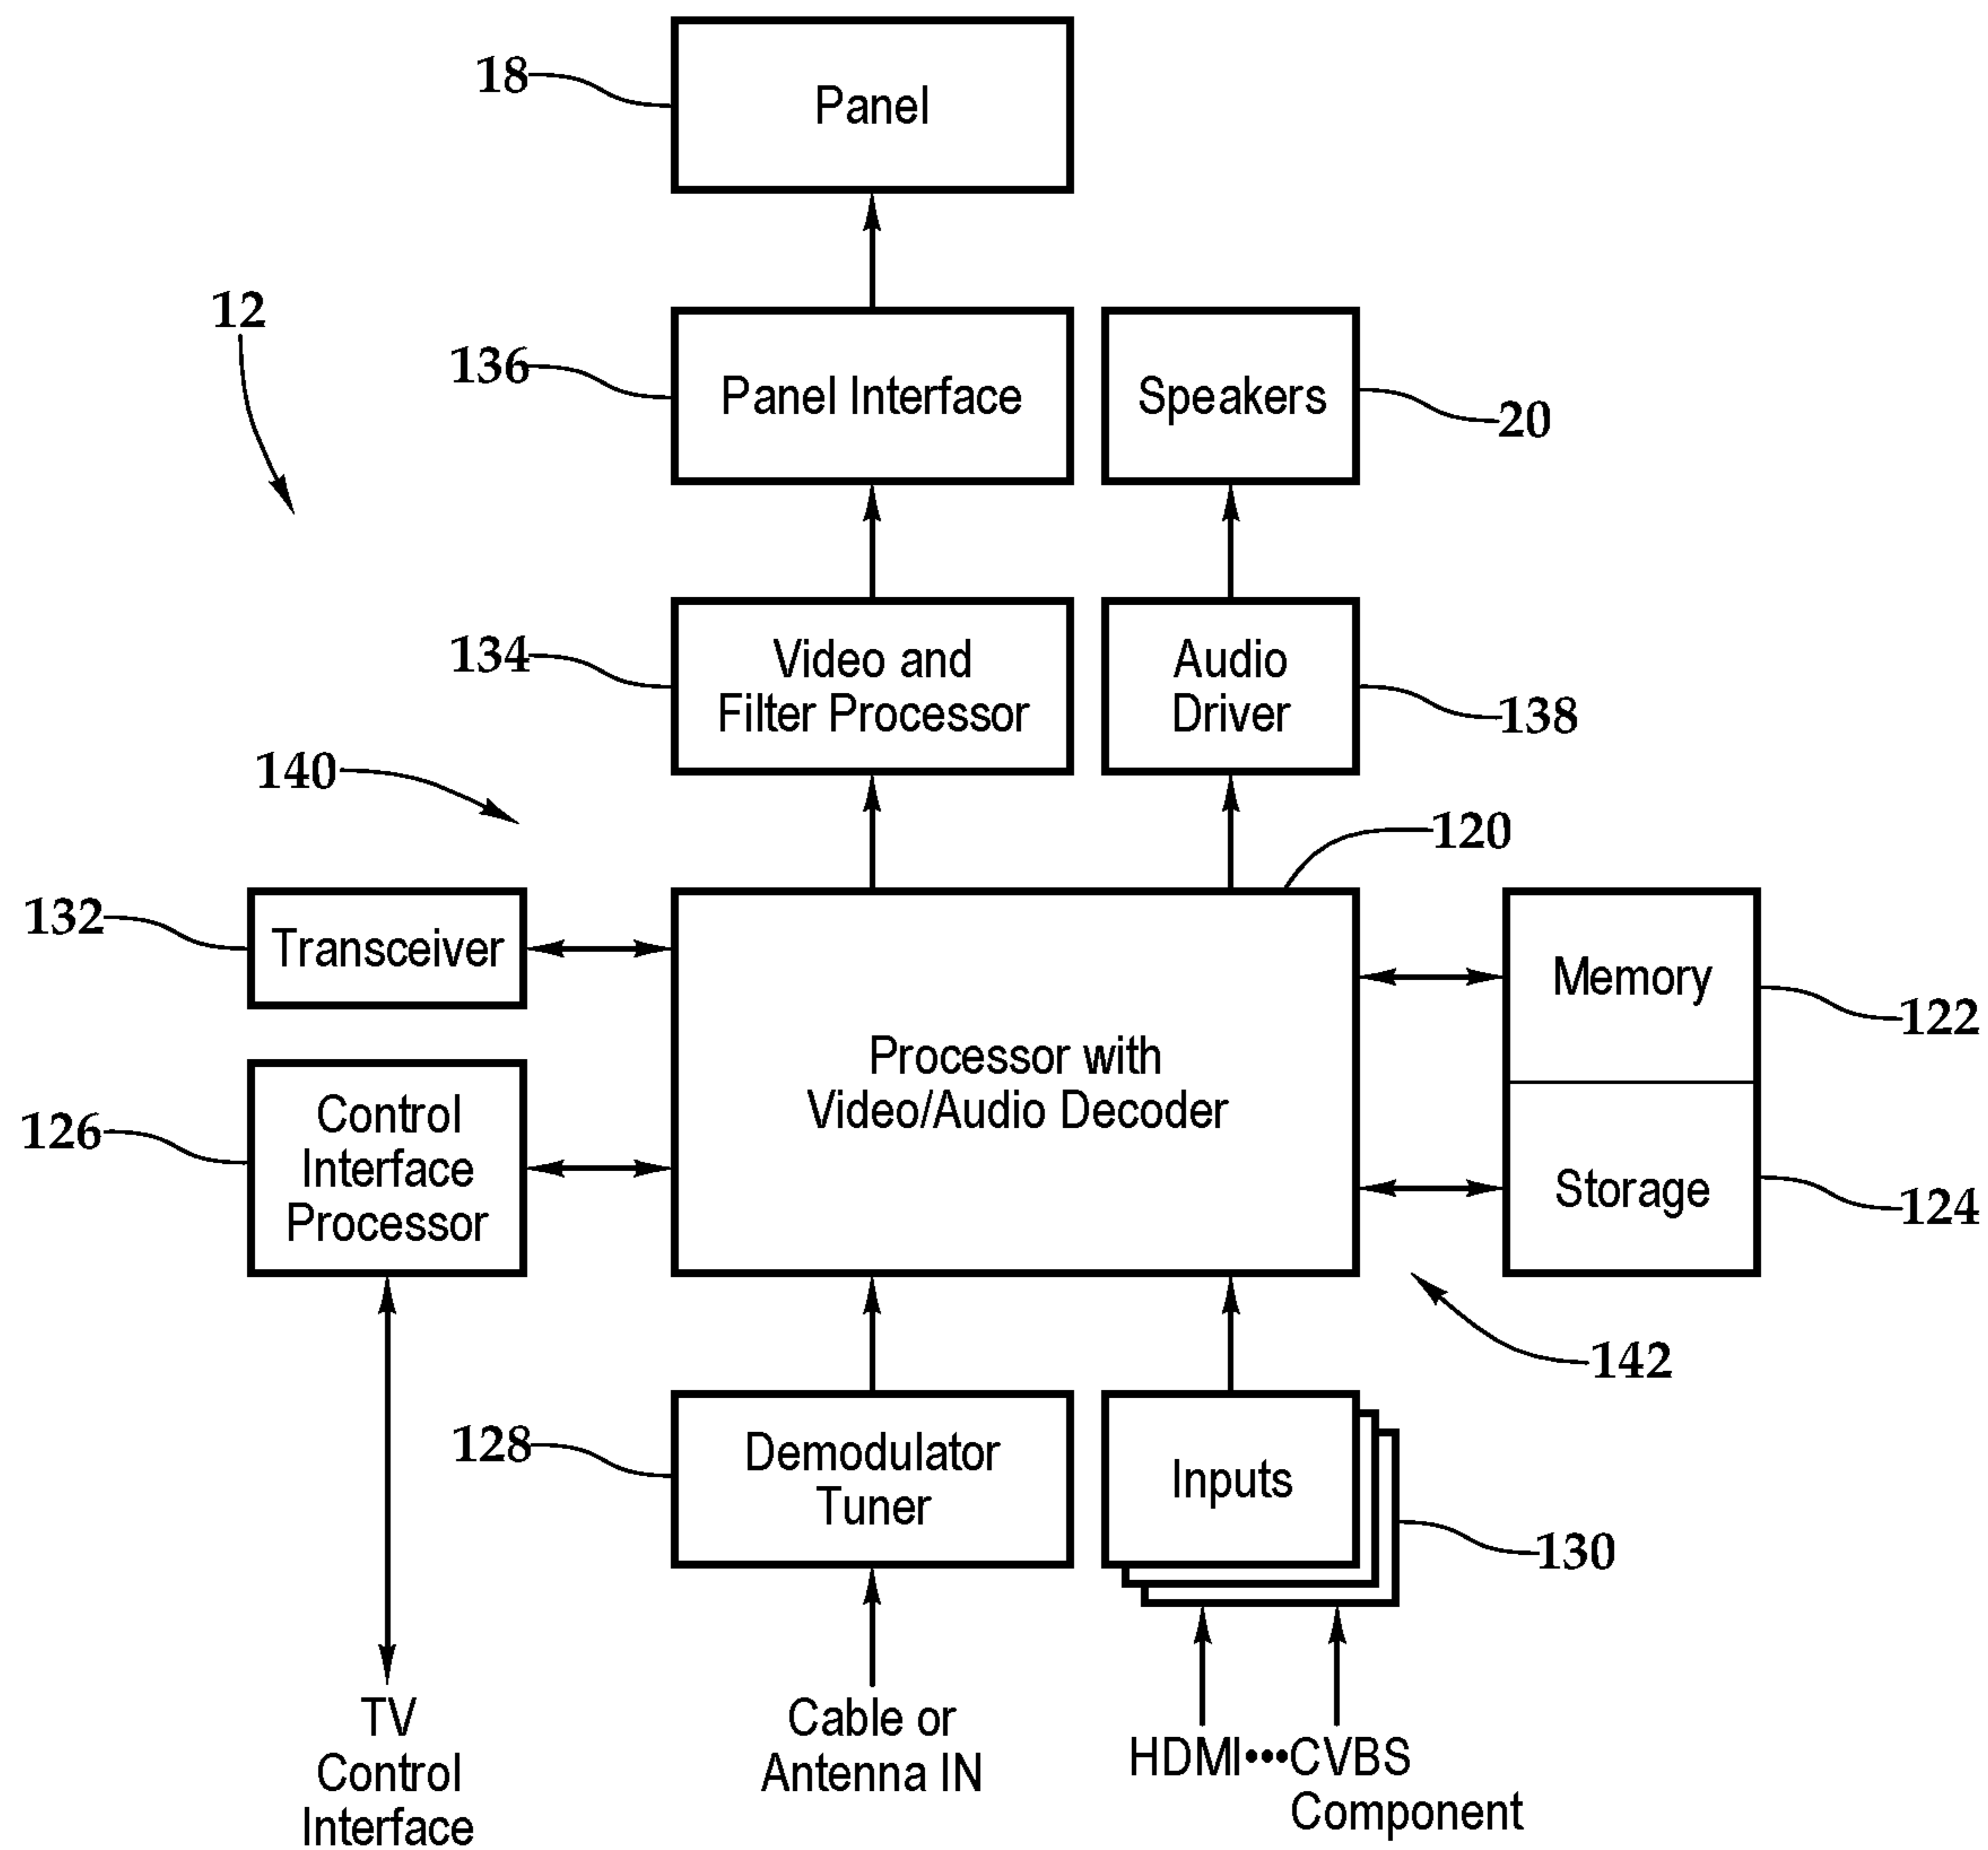 18
Panel
12
136
Panel Interface
Speakers
20
134
Video and
Filter Processor
Audio
Driver
138
140
120
132
Transceiver
Memory
122
Processor with
Video/Audio Decoder
126
Control
Interface
Processor
Storage
124
142
128
Demodulator
Tuner
Inputs
130
TV
Control
Interface
Cable or
Antenna IN
HDMI•••CVBS
Component